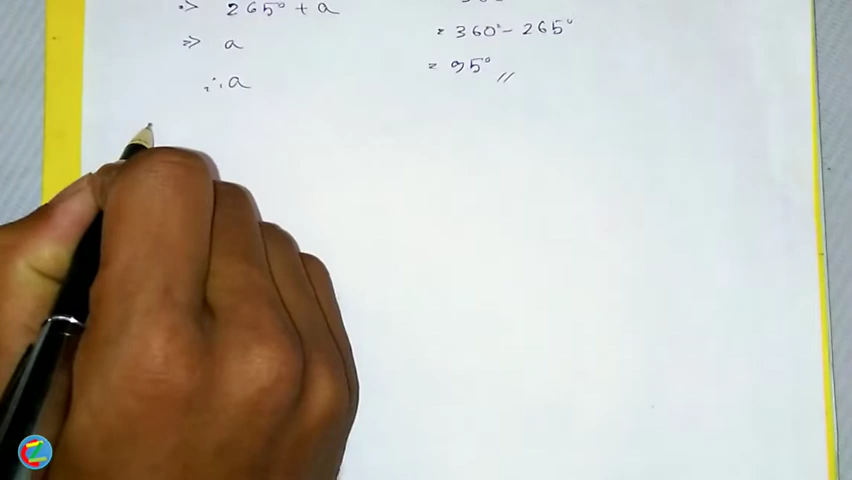 ⇒ 265° + a
⇒ a = 360° - 265°
∴ a = 95° //